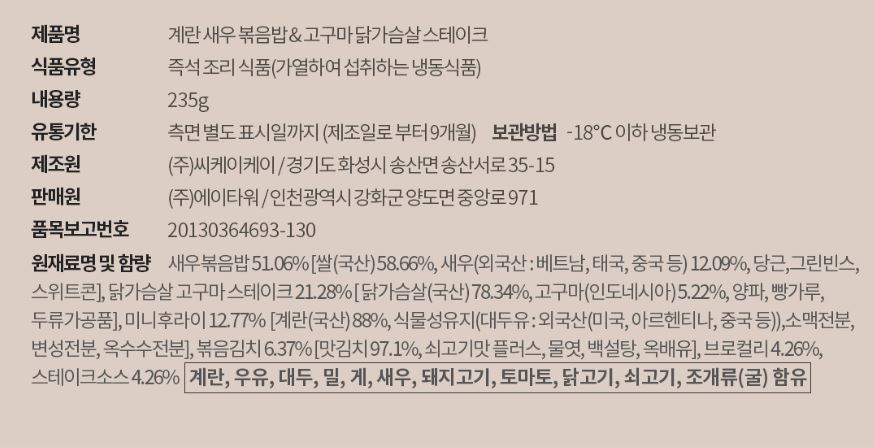 제품명 계란 새우 볶음밥 & 고구마 닭가슴살 스테이크
식품유형 즉석 조리 식품(가열하여 섭취하는 냉동식품)
내용량 235g
유통기한 측면 별도 표시일까지 (제조일로 부터 9개월) 보관방법 -18℃ 이하 냉동보관
제조원 (주)씨케이케이 / 경기도 화성시 송산면 송산서로 35-15
판매원 (주)에이타워 / 인천광역시 강화군 양도면 중앙로 971
품목보고번호 20130364693-130
원재료명 및 함량 새우볶음밥 51.06% [쌀(국산) 58.66%, 새우(외국산 : 베트남, 태국, 중국 등) 12.09%, 당근,그린빈스,
스위트콘], 닭가슴살 고구마 스테이크 21.28% [ 닭가슴살(국산) 78.34%, 고구마(인도네시아) 5.22%, 양파, 빵가루,
두류가공품], 미니후라이 12.77% [계란(국산) 88%, 식물성유지(대두유 : 외국산(미국, 아르헨티나, 중국 등)),소맥전분,
변성전분, 옥수수전분], 볶음김치 6.37% [맛김치 97.1%, 쇠고기맛 플러스, 물엿, 백설탕, 옥배유], 브로컬리 4.26%,
스테이크소스 4.26% 계란, 우유, 대두, 밀, 게, 새우, 돼지고기, 토마토, 닭고기, 쇠고기, 조개류(굴) 함유